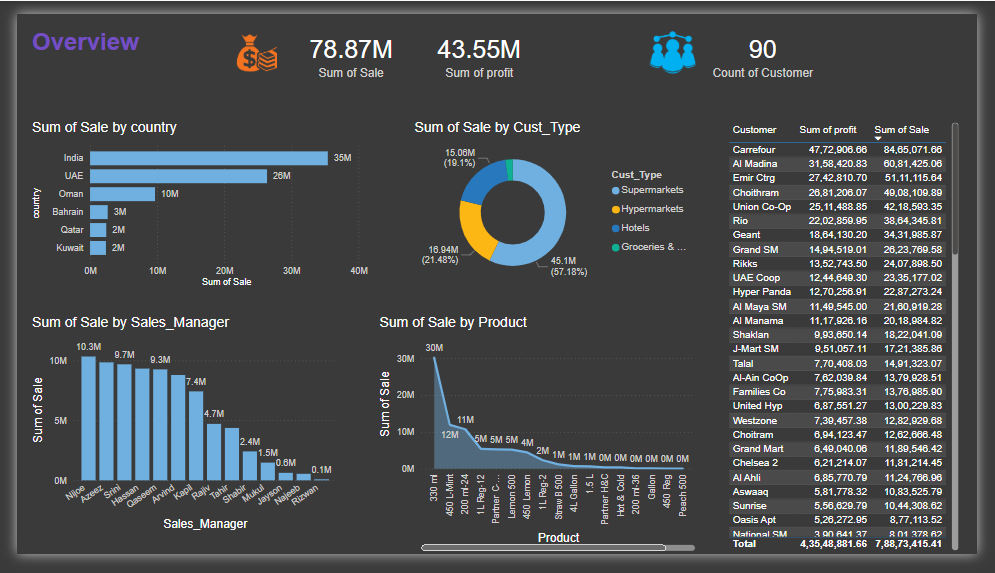 Overview
78.87M
Sum of Sale
43.55M
Sum of profit
90
Count of Customer
Sum of Sale by country
country
India 35M
UAE 26M
Oman 10M
Bahrain 3M
Qatar 2M
Kuwait 2M
0M 10M 20M 30M 40M
Sum of Sale
Sum of Sale by Cust_Type
15.06M
(19.1%)
16.94M
(21.48%)
45.1M
(57.18%)
Cust_Type
Supermarkets
Hypermarkets
Hotels
Groceries & ...
Sum of Sale by Sales_Manager
Sum of Sale
10M
5M
0M
10.3M 9.7M 9.3M 7.4M 4.7M 2.4M 1.5M 0.6M 0.1M
Nijoe Azeez Srini Hassan Qaseem Arvind Kapil Rajiv Tahir Shabir Mukul Jayson Najeeb Rizwan
Sales_Manager
Sum of Sale by Product
Sum of Sale
30M
20M
10M
0M
30M 12M 11M 5M 5M 5M 4M 2M 1M 1M 1M 0M 0M 0M 0M 0M 0M
330 ml 450 L-Mint 200 ml-24 1L Reg-12 Partner C... Lemon 500 450 Lemon 1L Reg-2 Straw B 500 4L Gallon 1.5 L Partner H&C Hot & Cold 200 ml-36 Gallon 450 Reg Peach 500
Product
Customer Sum of profit Sum of Sale
Carrefour 47,72,906.66 84,65,071.66
Al Madina 31,58,420.83 60,81,425.06
Emir Ctrg 27,42,810.70 51,11,115.64
Choithram 26,81,206.07 49,08,109.89
Union Co-Op 25,11,488.85 42,18,593.35
Rio 22,02,859.95 38,64,345.81
Geant 18,64,130.20 34,31,985.87
Grand SM 14,94,519.01 26,23,769.58
Rikks 13,52,743.50 24,07,898.50
UAE Coop 12,44,649.30 23,35,177.02
Hyper Panda 12,70,256.91 22,87,273.24
Al Maya SM 11,49,545.00 21,60,919.28
Al Manama 11,17,926.16 20,18,984.82
Shaklan 9,93,650.14 18,22,041.09
J-Mart SM 9,51,057.11 17,21,385.86
Talal 7,70,408.03 14,91,323.07
Al-Ain CoOp 7,62,039.84 13,79,928.51
Families Co 7,75,983.31 13,76,985.90
United Hyp 6,87,551.27 13,00,229.83
Westzone 7,39,457.38 12,82,929.68
Choitram 6,94,123.47 12,62,666.48
Grand Mart 6,49,040.06 11,89,546.42
Chelsea 2 6,21,214.07 11,81,214.45
Al Ahli 6,85,770.79 11,24,766.96
Aswaaq 5,81,778.32 10,83,525.79
Sunrise 5,56,629.79 10,44,308.62
Oasis Apt 5,26,272.95 8,77,113.52
National SM 3,90,641.37 8,01,378.62
Total 4,35,48,881.66 7,88,73,415.41